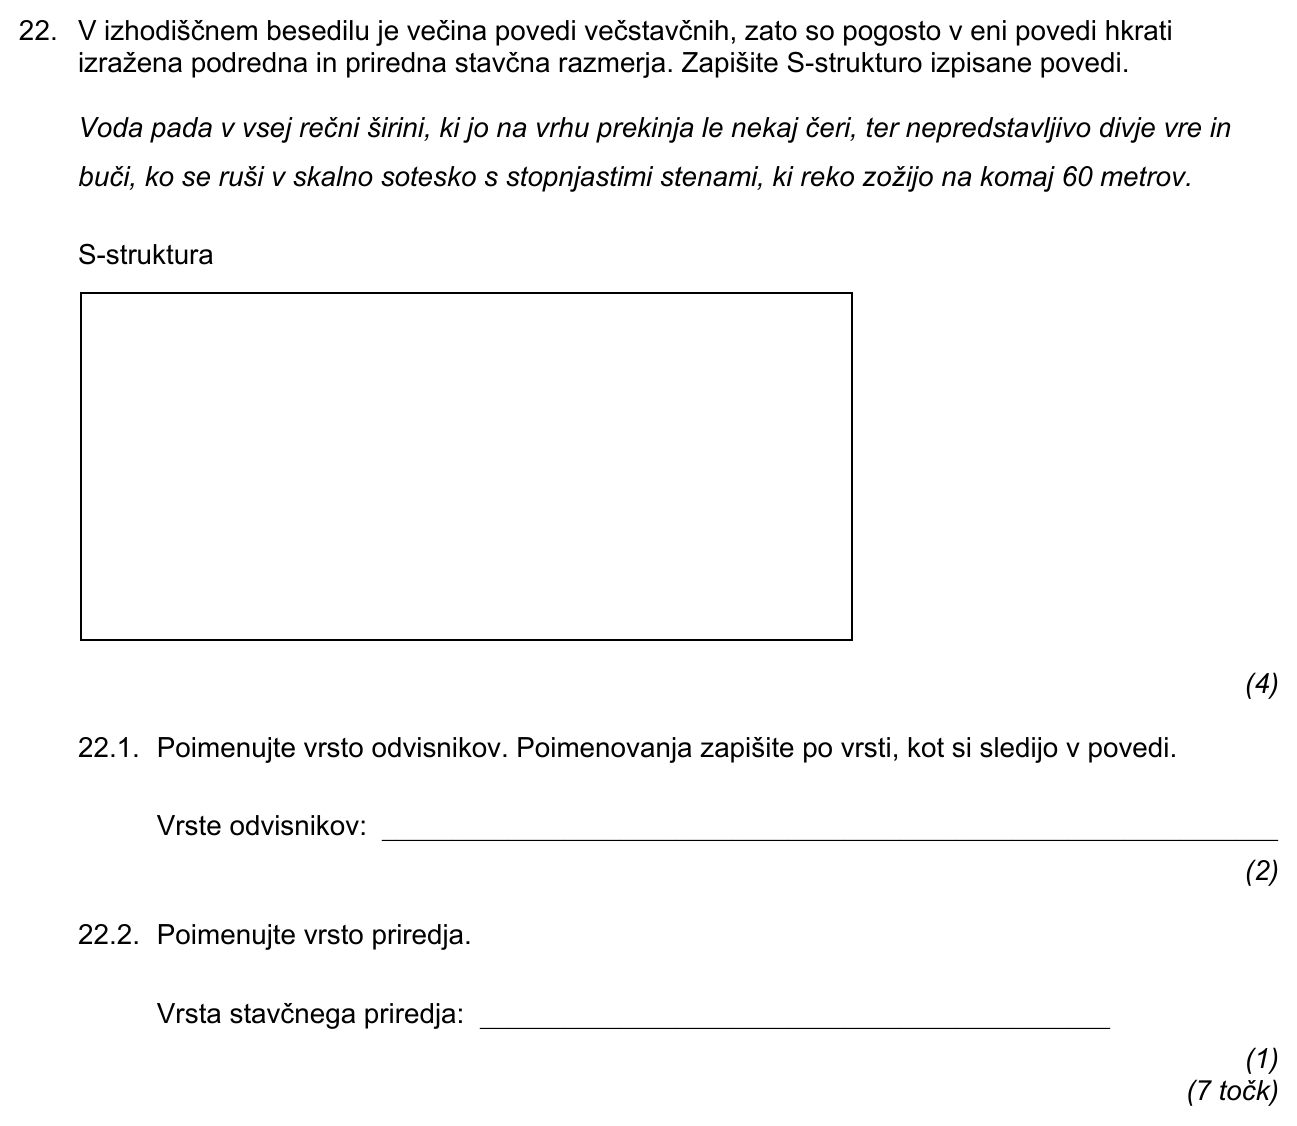 22. V izhodiščnem besedilu je večina povedi večstavčnih, zato so pogosto v eni povedi hkrati
izražena podredna in priredna stavčna razmerja. Zapišite S-strukturo izpisane povedi.
Voda pada v vsej rečni širini, ki jo na vrhu prekinja le nekaj čeri, ter nepredstavljivo divje vre in
buči, ko se ruši v skalno sotesko s stopnjastimi stenami, ki reko zožijo na komaj 60 metrov.
S-struktura
(4)
22.1. Poimenujte vrsto odvisnikov. Poimenovanja zapišite po vrsti, kot si sledijo v povedi.
Vrste odvisnikov:
(2)
22.2. Poimenujte vrsto priredja.
Vrsta stavčnega priredja:
(1)
(7 točk)